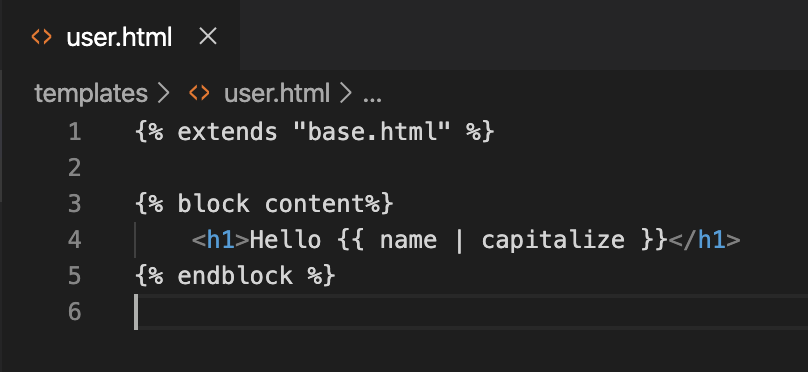 user.html
templates > user.html > ...
1 {% extends "base.html" %}
2
3 {% block content%}
4     <h1>Hello {{ name | capitalize }}</h1>
5 {% endblock %}
6